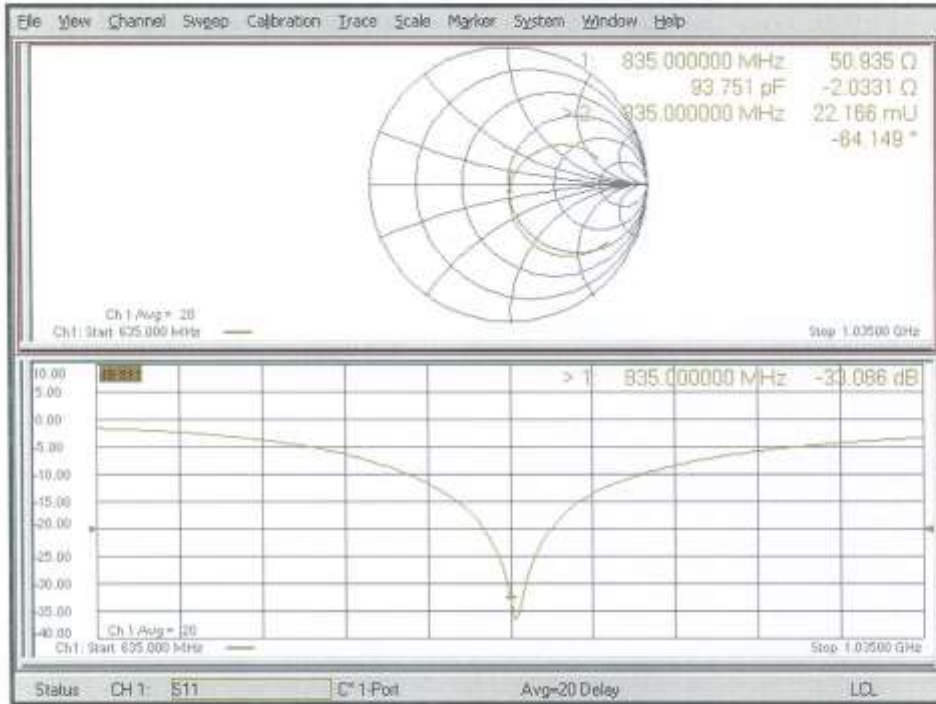 File View Channel Sweep Calibration Trace Scale Marker System Window Help
1: 835.000000 MHz 50.935 Ω
93.751 pF -2.0331 Ω
> 2: 835.000000 MHz 22.166 mU
-64.149 °
Ch 1 Avg = 20
Ch1: Start 635.000 MHz Stop 1.03500 GHz
10.00 > 1: 835.000000 MHz -33.086 dB
5.00
0.00
-5.00
-10.00
-15.00
-20.00
-25.00
-30.00
-35.00
-40.00 Ch 1 Avg = 20
Ch1: Start 635.000 MHz Stop 1.03500 GHz
Status CH 1: S11 C* 1-Port Avg=20 Delay LCL